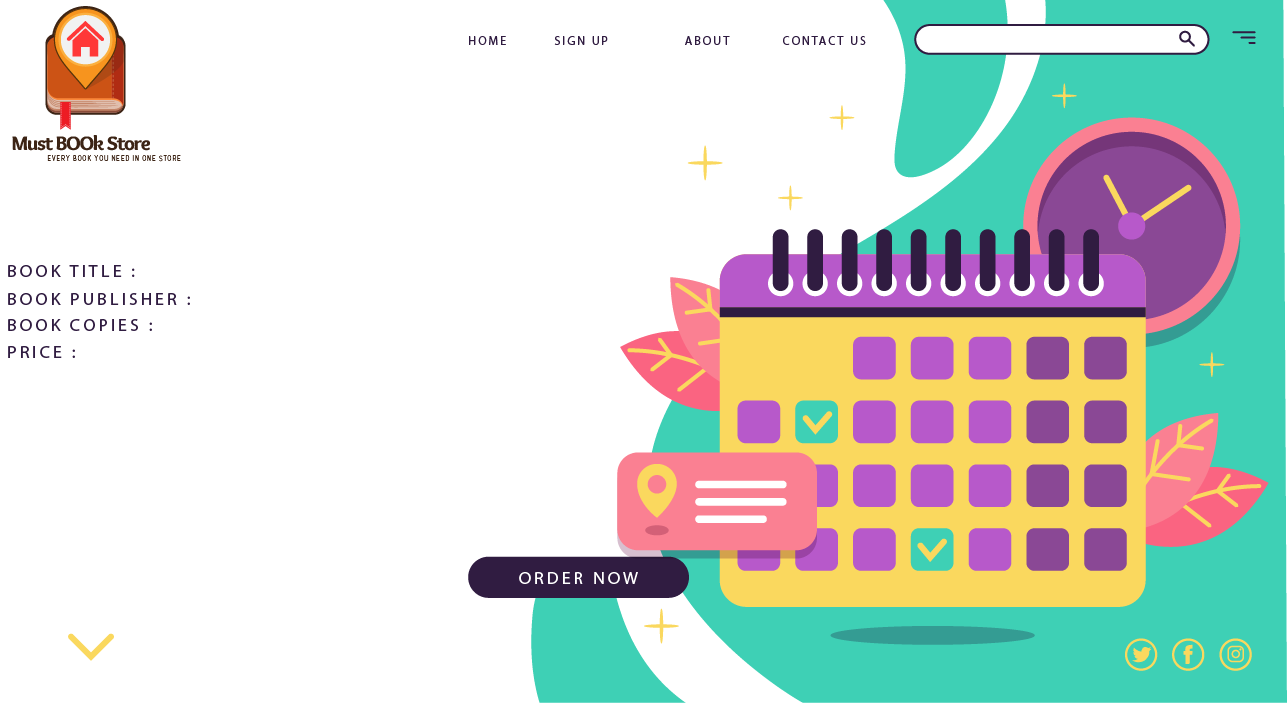 HOME SIGN UP ABOUT CONTACT US
Must BOOk Store
EVERY BOOK YOU NEED IN ONE STORE
BOOK TITLE :
BOOK PUBLISHER :
BOOK COPIES :
PRICE :
ORDER NOW